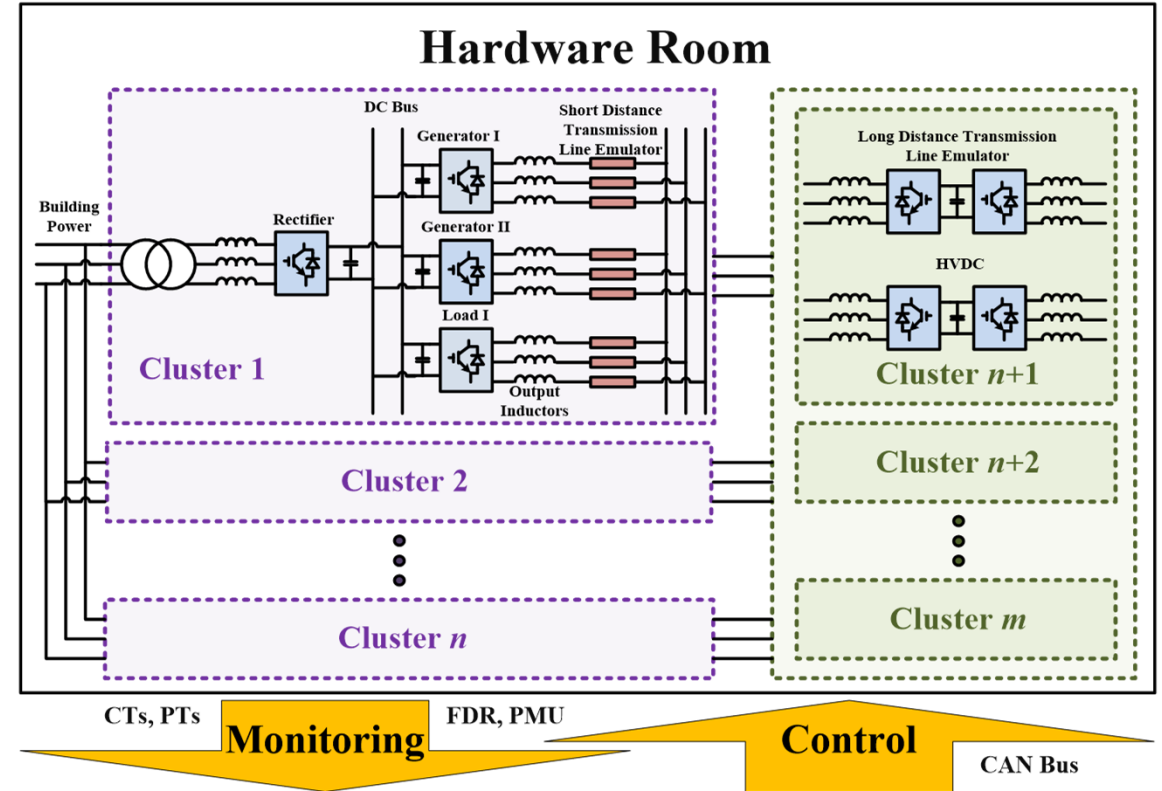 Hardware Room
DC Bus
Short Distance
Transmission
Line Emulator
Generator I
Building
Power
Rectifier
Generator II
Load I
Output
Inductors
Cluster 1
Long Distance Transmission
Line Emulator
HVDC
Cluster n+1
Cluster 2
Cluster n+2
Cluster n
Cluster m
CTs, PTs
Monitoring
FDR, PMU
Control
CAN Bus